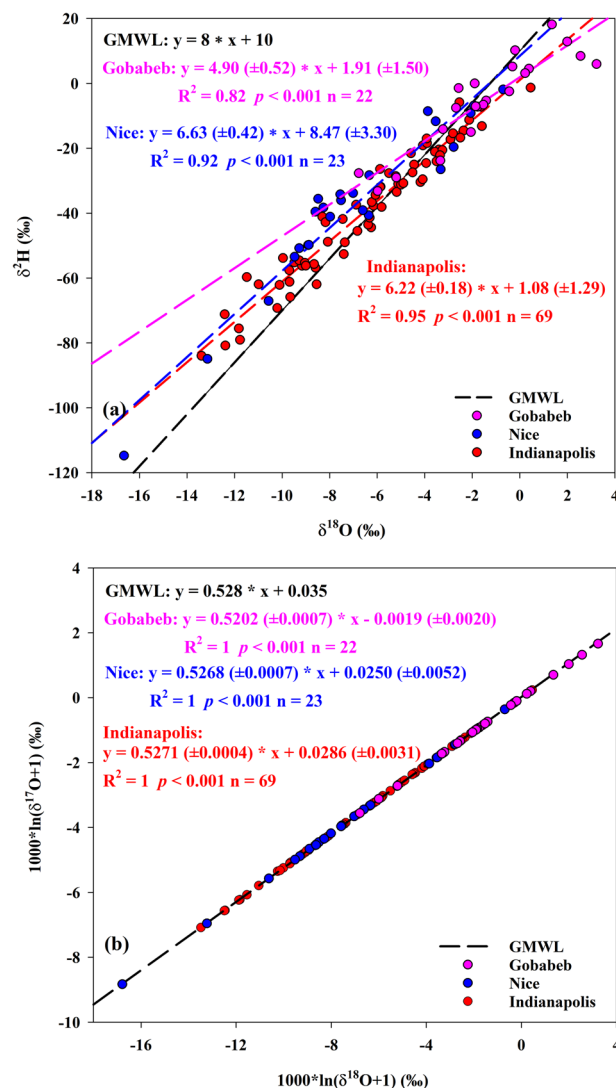 20
0
-20
-40
-60
-80
-100
-120
-18 -16 -14 -12 -10 -8 -6 -4 -2 0 2 4
δ²H (‰)
δ¹⁸O (‰)
GMWL: y = 8 * x + 10
Gobabeb: y = 4.90 (±0.52) * x + 1.91 (±1.50)
R² = 0.82 p < 0.001 n = 22
Nice: y = 6.63 (±0.42) * x + 8.47 (±3.30)
R² = 0.92 p < 0.001 n = 23
Indianapolis:
y = 6.22 (±0.18) * x + 1.08 (±1.29)
R² = 0.95 p < 0.001 n = 69
(a)
GMWL
Gobabeb
Nice
Indianapolis
4
2
0
-2
-4
-6
-8
-10
-16 -12 -8 -4 0 4
1000*ln(δ¹⁷O+1) (‰)
1000*ln(δ¹⁸O+1) (‰)
GMWL: y = 0.528 * x + 0.035
Gobabeb: y = 0.5202 (±0.0007) * x - 0.0019 (±0.0020)
R² = 1 p < 0.001 n = 22
Nice: y = 0.5268 (±0.0007) * x + 0.0250 (±0.0052)
R² = 1 p < 0.001 n = 23
Indianapolis:
y = 0.5271 (±0.0004) * x + 0.0286 (±0.0031)
R² = 1 p < 0.001 n = 69
(b)
GMWL
Gobabeb
Nice
Indianapolis